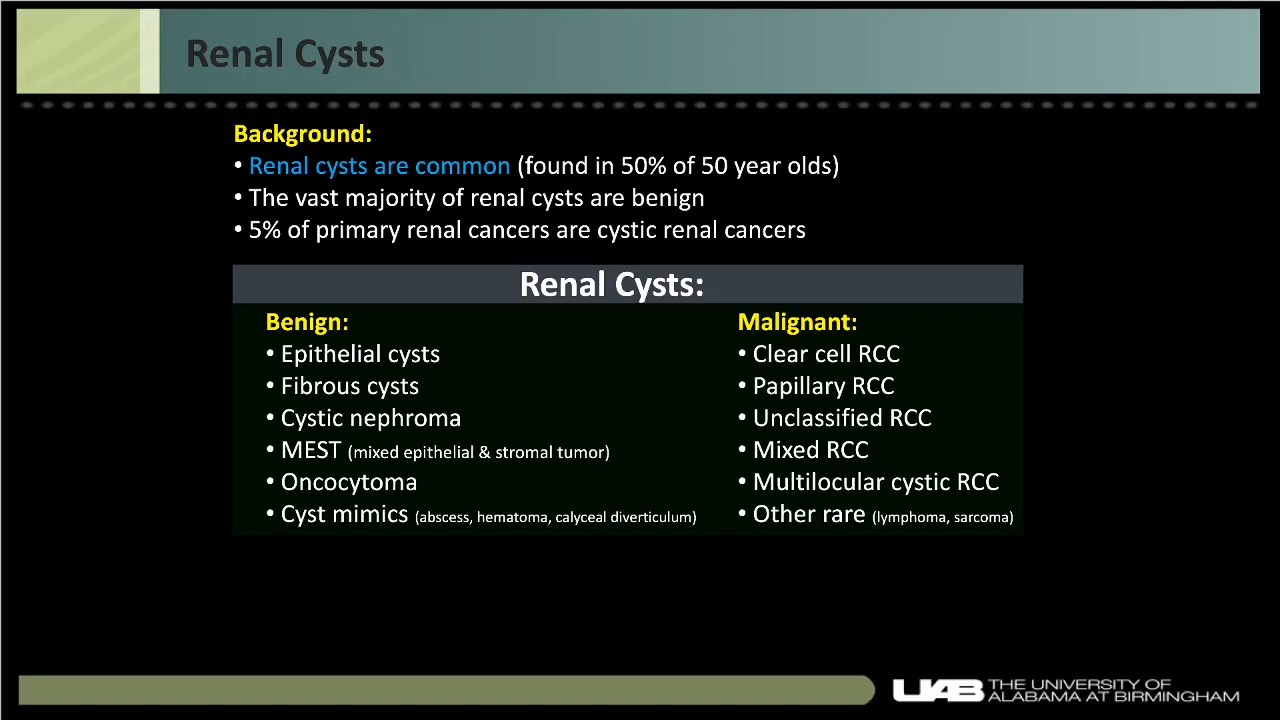 Renal Cysts
Background:
• Renal cysts are common (found in 50% of 50 year olds)
• The vast majority of renal cysts are benign
• 5% of primary renal cancers are cystic renal cancers
Renal Cysts:
Benign:
• Epithelial cysts
• Fibrous cysts
• Cystic nephroma
• MEST (mixed epithelial & stromal tumor)
• Oncocytoma
• Cyst mimics (abscess, hematoma, calyceal diverticulum)
Malignant:
• Clear cell RCC
• Papillary RCC
• Unclassified RCC
• Mixed RCC
• Multilocular cystic RCC
• Other rare (lymphoma, sarcoma)
UAB THE UNIVERSITY OF
ALABAMA AT BIRMINGHAM